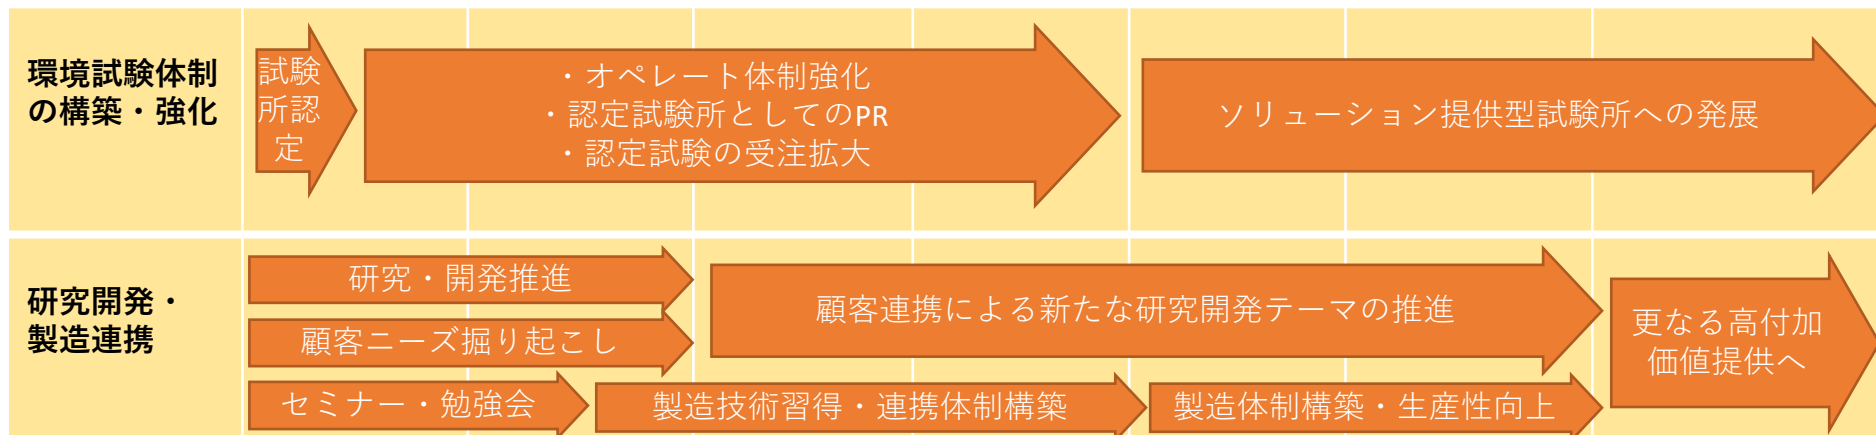 環境試験体制
の構築・強化
試験
所認
定
・オペレート体制強化
・認定試験所としてのPR
・認定試験の受注拡大
ソリューション提供型試験所への発展
研究開発・
製造連携
研究・開発推進
顧客ニーズ掘り起こし
セミナー・勉強会
顧客連携による新たな研究開発テーマの推進
製造技術習得・連携体制構築
製造体制構築・生産性向上
更なる高付加
価値提供へ